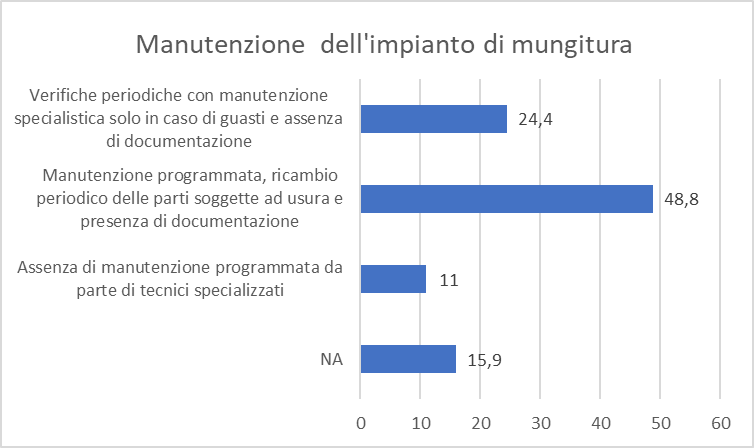 Manutenzione  dell'impianto di mungitura
Verifiche periodiche con manutenzione
specialistica solo in caso di guasti e assenza
di documentazione
24,4
Manutenzione programmata, ricambio
periodico delle parti soggette ad usura e
presenza di documentazione
48,8
Assenza di manutenzione programmata da
parte di tecnici specializzati
11
NA
15,9
0 10 20 30 40 50 60